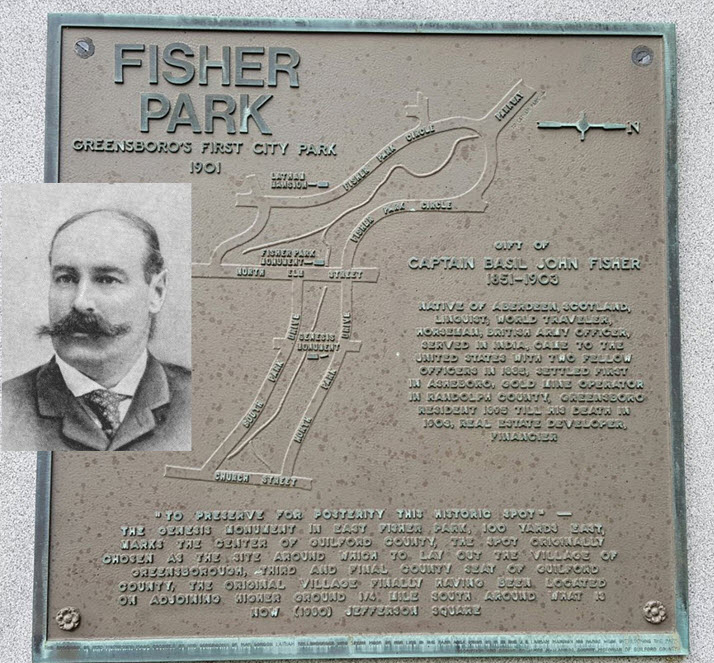 FISHER
PARK
GREENSBORO'S FIRST CITY PARK
1901
N
PARKWAY
FISHER PARK CIRCLE
LATHAM
MANSION
FISHER PARK CIRCLE
FISHER PARK
MONUMENT
NORTH ELM STREET
GENESIS
MONUMENT
SOUTH PARK DRIVE
NORTH PARK DRIVE
CHURCH STREET
GIFT OF
CAPTAIN BASIL JOHN FISHER
1851-1903
NATIVE OF ABERDEEN, SCOTLAND,
LINGUIST, WORLD TRAVELER,
HORSEMAN, BRITISH ARMY OFFICER,
SERVED IN INDIA, CAME TO THE
UNITED STATES WITH TWO FELLOW
OFFICERS IN 1885, SETTLED FIRST
IN ASHEBORO, GOLD MINE OPERATOR
IN RANDOLPH COUNTY, GREENSBORO
RESIDENT 1895 TILL HIS DEATH IN
1903, REAL ESTATE DEVELOPER,
FINANCIER
"TO PRESERVE FOR POSTERITY THIS HISTORIC SPOT" —
THE GENESIS MONUMENT IN EAST FISHER PARK, 100 YARDS EAST,
MARKS THE CENTER OF GUILFORD COUNTY, THE SPOT ORIGINALLY
CHOSEN AS THE SITE AROUND WHICH TO LAY OUT THE VILLAGE OF
GREENSBOROUGH, THIRD AND FINAL COUNTY SEAT OF GUILFORD
COUNTY, THE ORIGINAL VILLAGE FINALLY HAVING BEEN LOCATED
ON ADJOINING HIGHER GROUND 1/4 MILE SOUTH AROUND WHAT IS
NOW (1980) JEFFERSON SQUARE